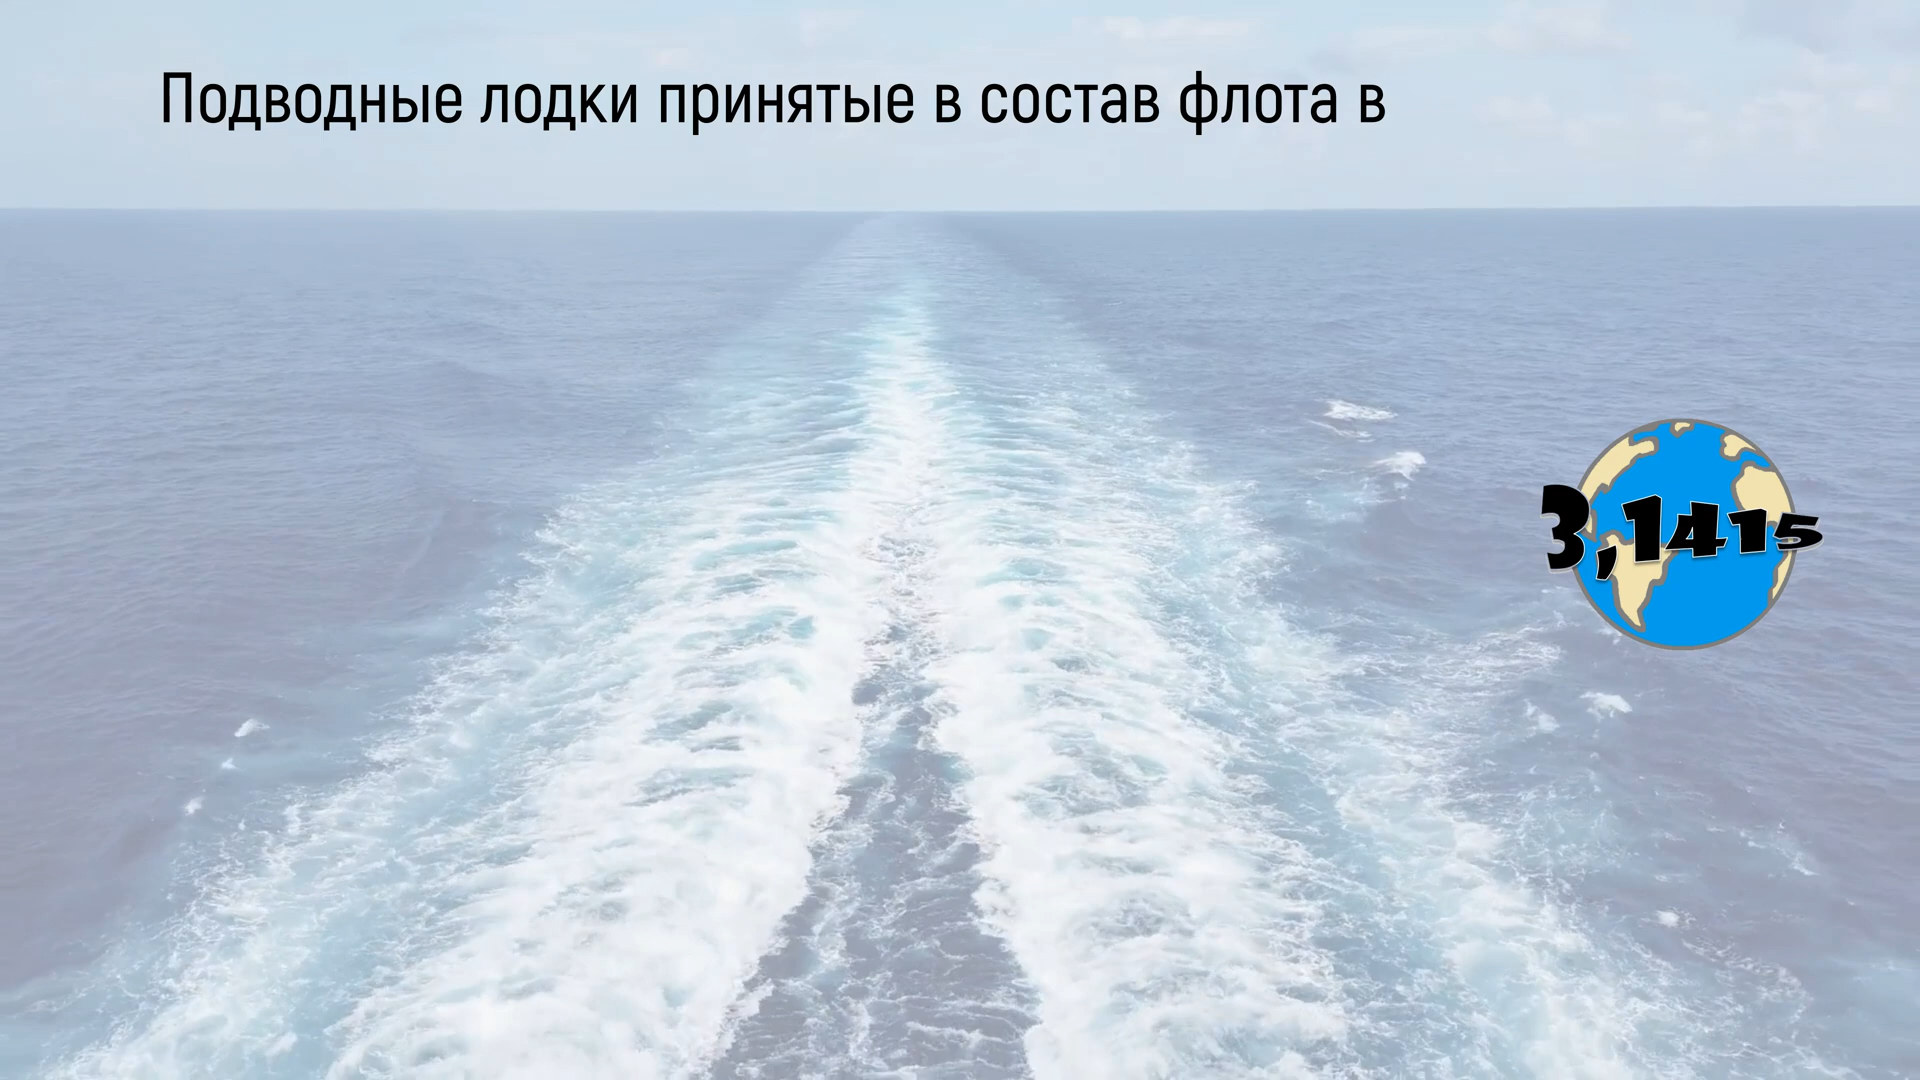 Подводные лодки принятые в состав флота в
3,1415